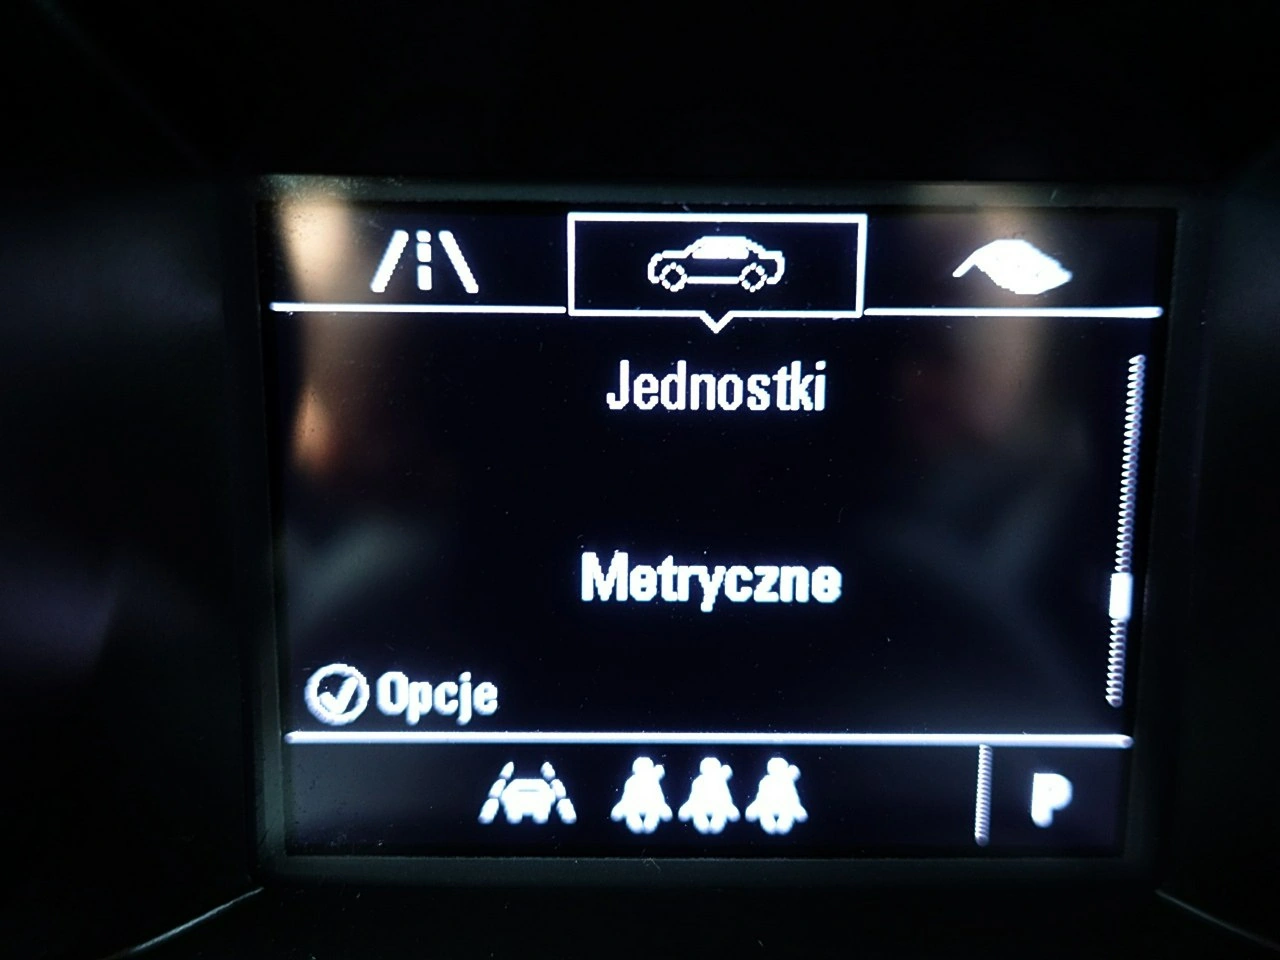 Jednostki
Metryczne
Opcje
P